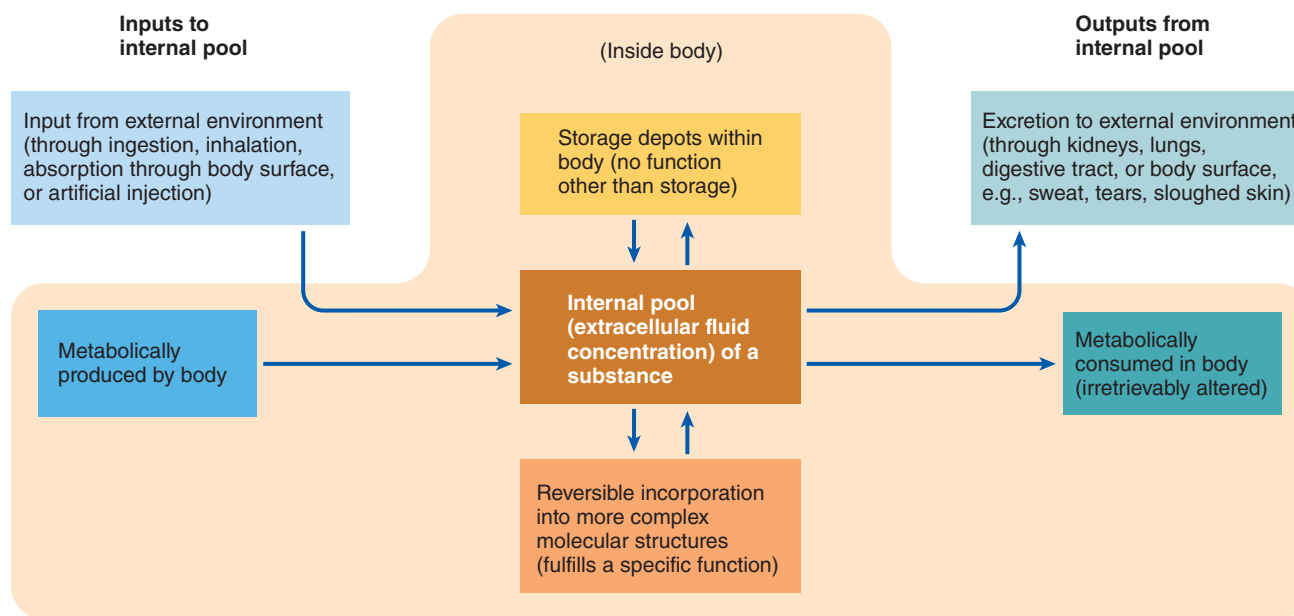 Inputs to
internal pool
(Inside body)
Outputs from
internal pool
Input from external environment
(through ingestion, inhalation,
absorption through body surface,
or artificial injection)
Storage depots within
body (no function
other than storage)
Excretion to external environment
(through kidneys, lungs,
digestive tract, or body surface,
e.g., sweat, tears, sloughed skin)
Metabolically
produced by body
Internal pool
(extracellular fluid
concentration) of a
substance
Metabolically
consumed in body
(irretrievably altered)
Reversible incorporation
into more complex
molecular structures
(fulfills a specific function)